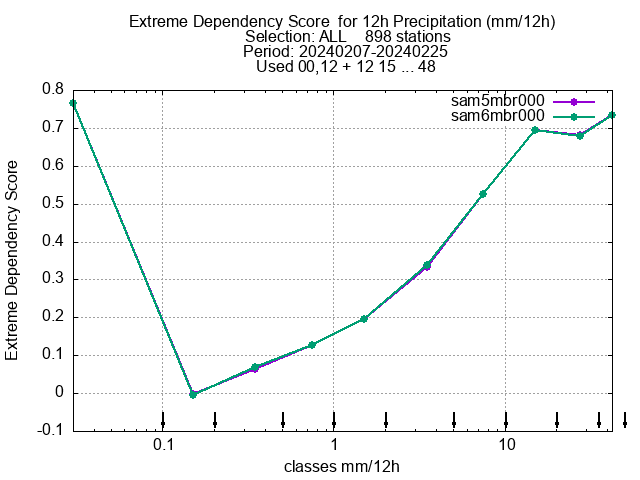 Extreme Dependency Score  for 12h Precipitation (mm/12h)
Selection: ALL    898 stations
Period: 20240207-20240225
Used 00,12 + 12 15 ... 48
sam5mbr000
sam6mbr000
0.8
0.7
0.6
0.5
0.4
0.3
0.2
0.1
0
-0.1
Extreme Dependency Score
0.1 1 10
classes mm/12h